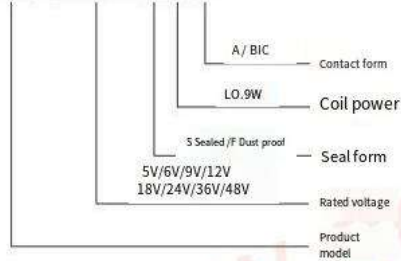 A/ BIC
Contact form
LO.9W
Coil power
S Sealed /F Dust proof
Seal form
5V/6V/9V/12V
18V/24V/36V/48V
Rated voltage
Product
model